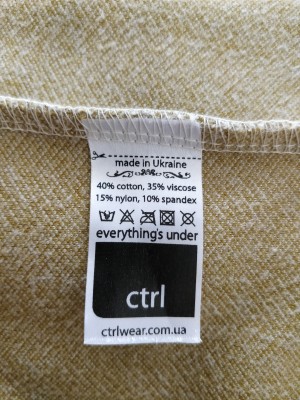 made in Ukraine
40% cotton, 35% viscose
15% nylon, 10% spandex
everything's under
ctrl
ctrlwear.com.ua